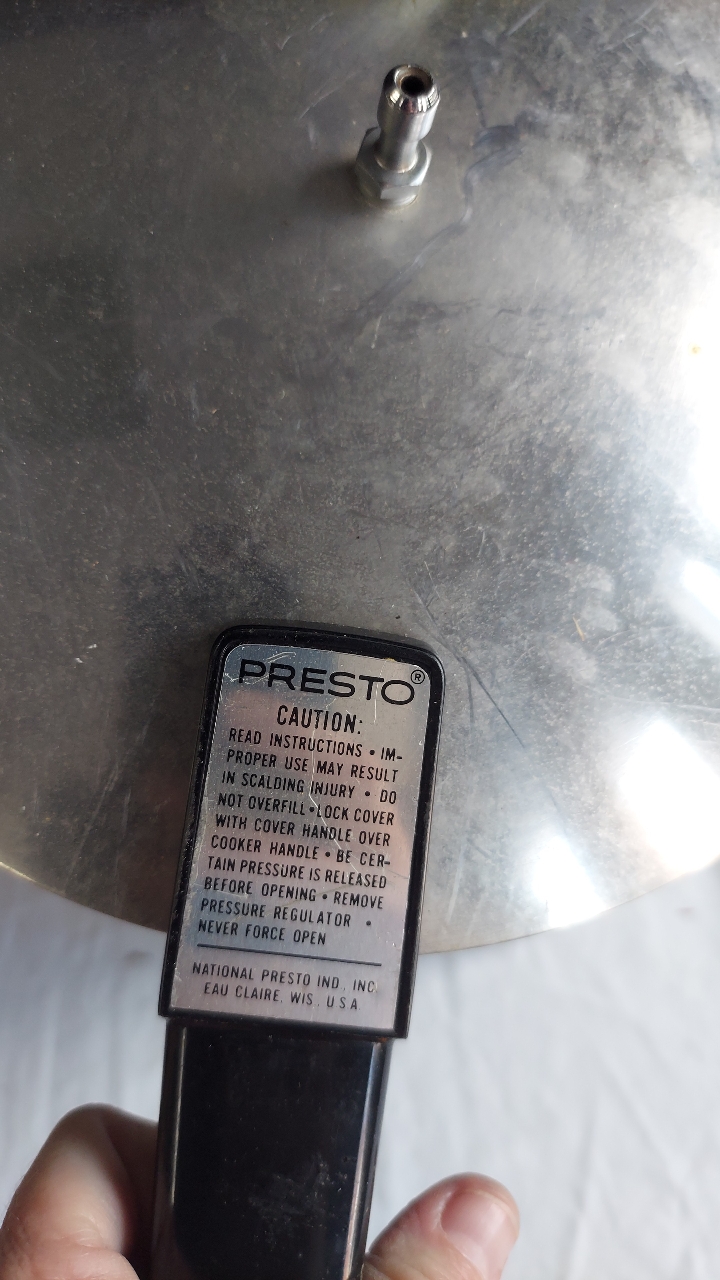 PRESTO®
CAUTION:
READ INSTRUCTIONS • IM-
PROPER USE MAY RESULT
IN SCALDING INJURY • DO
NOT OVERFILL • LOCK COVER
WITH COVER HANDLE OVER
COOKER HANDLE • BE CER-
TAIN PRESSURE IS RELEASED
BEFORE OPENING • REMOVE
PRESSURE REGULATOR •
NEVER FORCE OPEN
NATIONAL PRESTO IND., INC.
EAU CLAIRE, WIS., U.S.A.